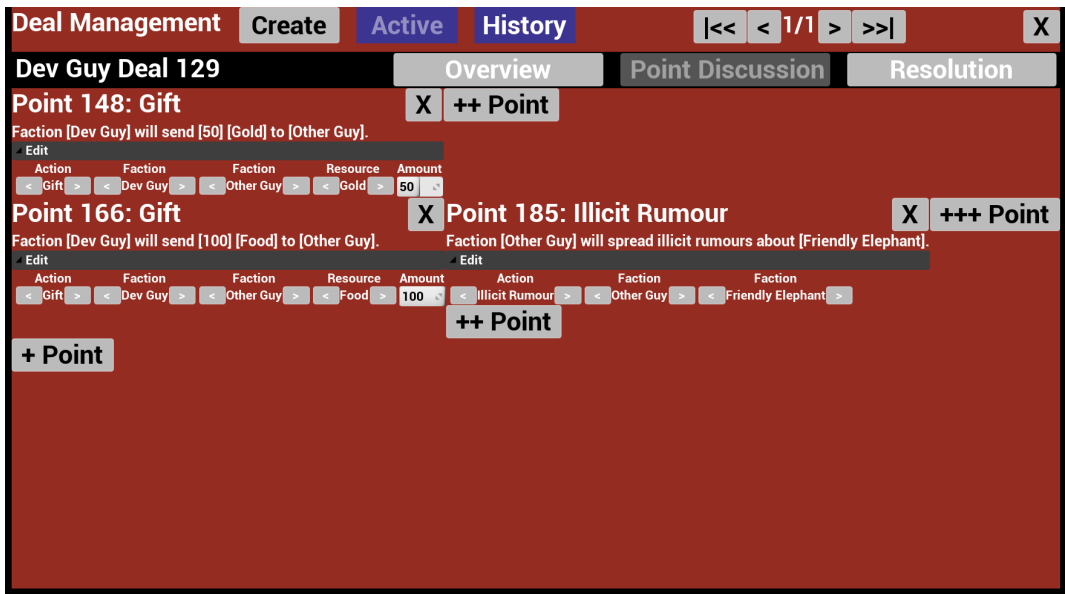 Deal Management Create Active History |<< < 1/1 > >>| X
Dev Guy Deal 129 Overview Point Discussion Resolution
Point 148: Gift X ++ Point
Faction [Dev Guy] will send [50] [Gold] to [Other Guy].
Edit
Action Faction Faction Resource Amount
< Gift > < Dev Guy > < Other Guy > < Gold > 50
Point 166: Gift X Point 185: Illicit Rumour X +++ Point
Faction [Dev Guy] will send [100] [Food] to [Other Guy]. Faction [Other Guy] will spread illicit rumours about [Friendly Elephant].
Edit Edit
Action Faction Faction Resource Amount Action Faction Faction
< Gift > < Dev Guy > < Other Guy > < Food > 100 < Illicit Rumour > < Other Guy > < Friendly Elephant >
++ Point
+ Point